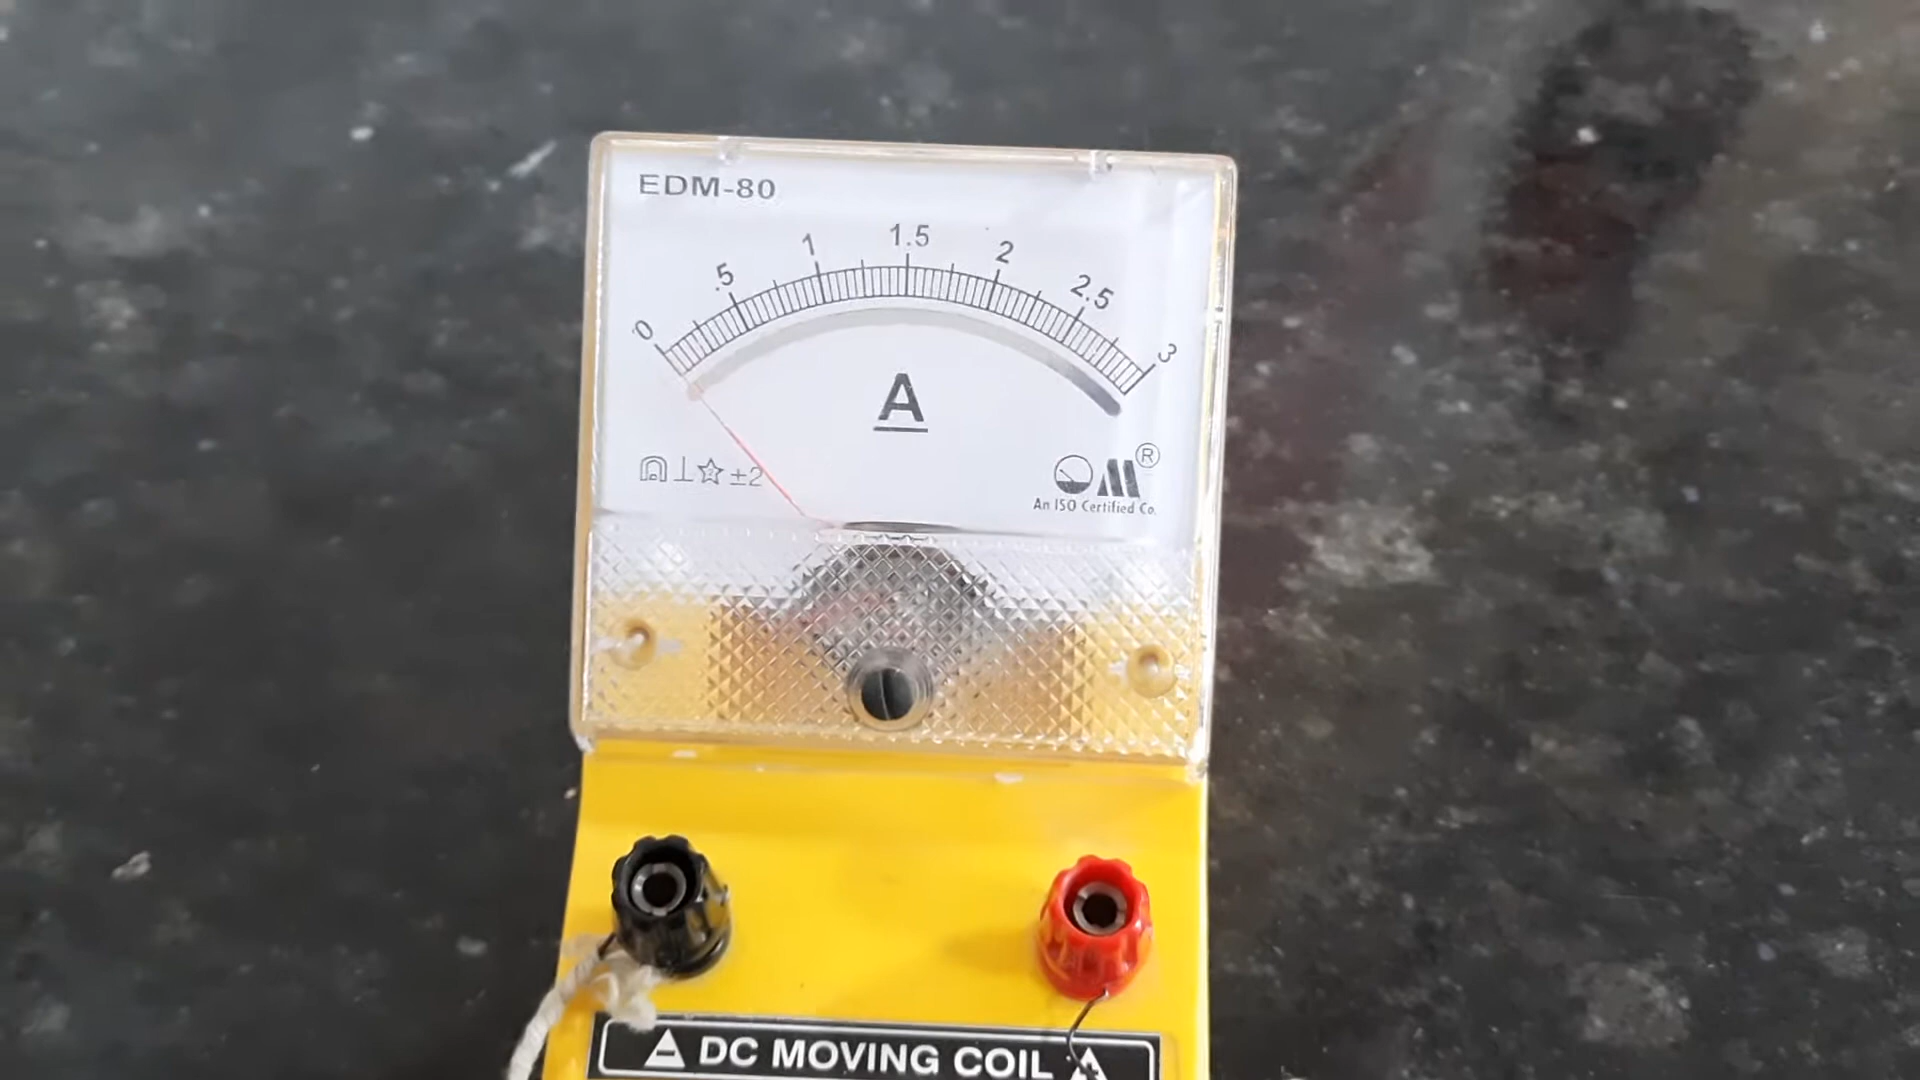 EDM-80
0 .5 1 1.5 2 2.5 3
A
±2
®
An ISO Certified Co.
- DC MOVING COIL +